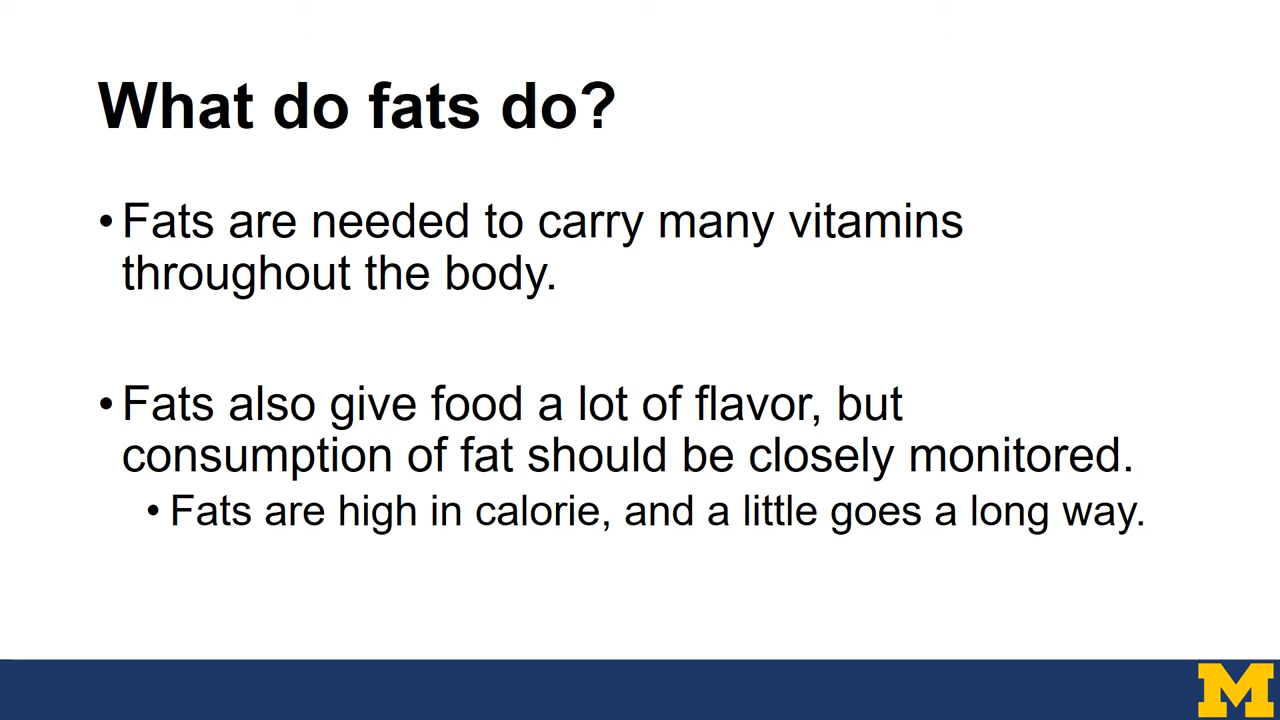 What do fats do?
• Fats are needed to carry many vitamins
throughout the body.
• Fats also give food a lot of flavor, but
consumption of fat should be closely monitored.
• Fats are high in calorie, and a little goes a long way.
M